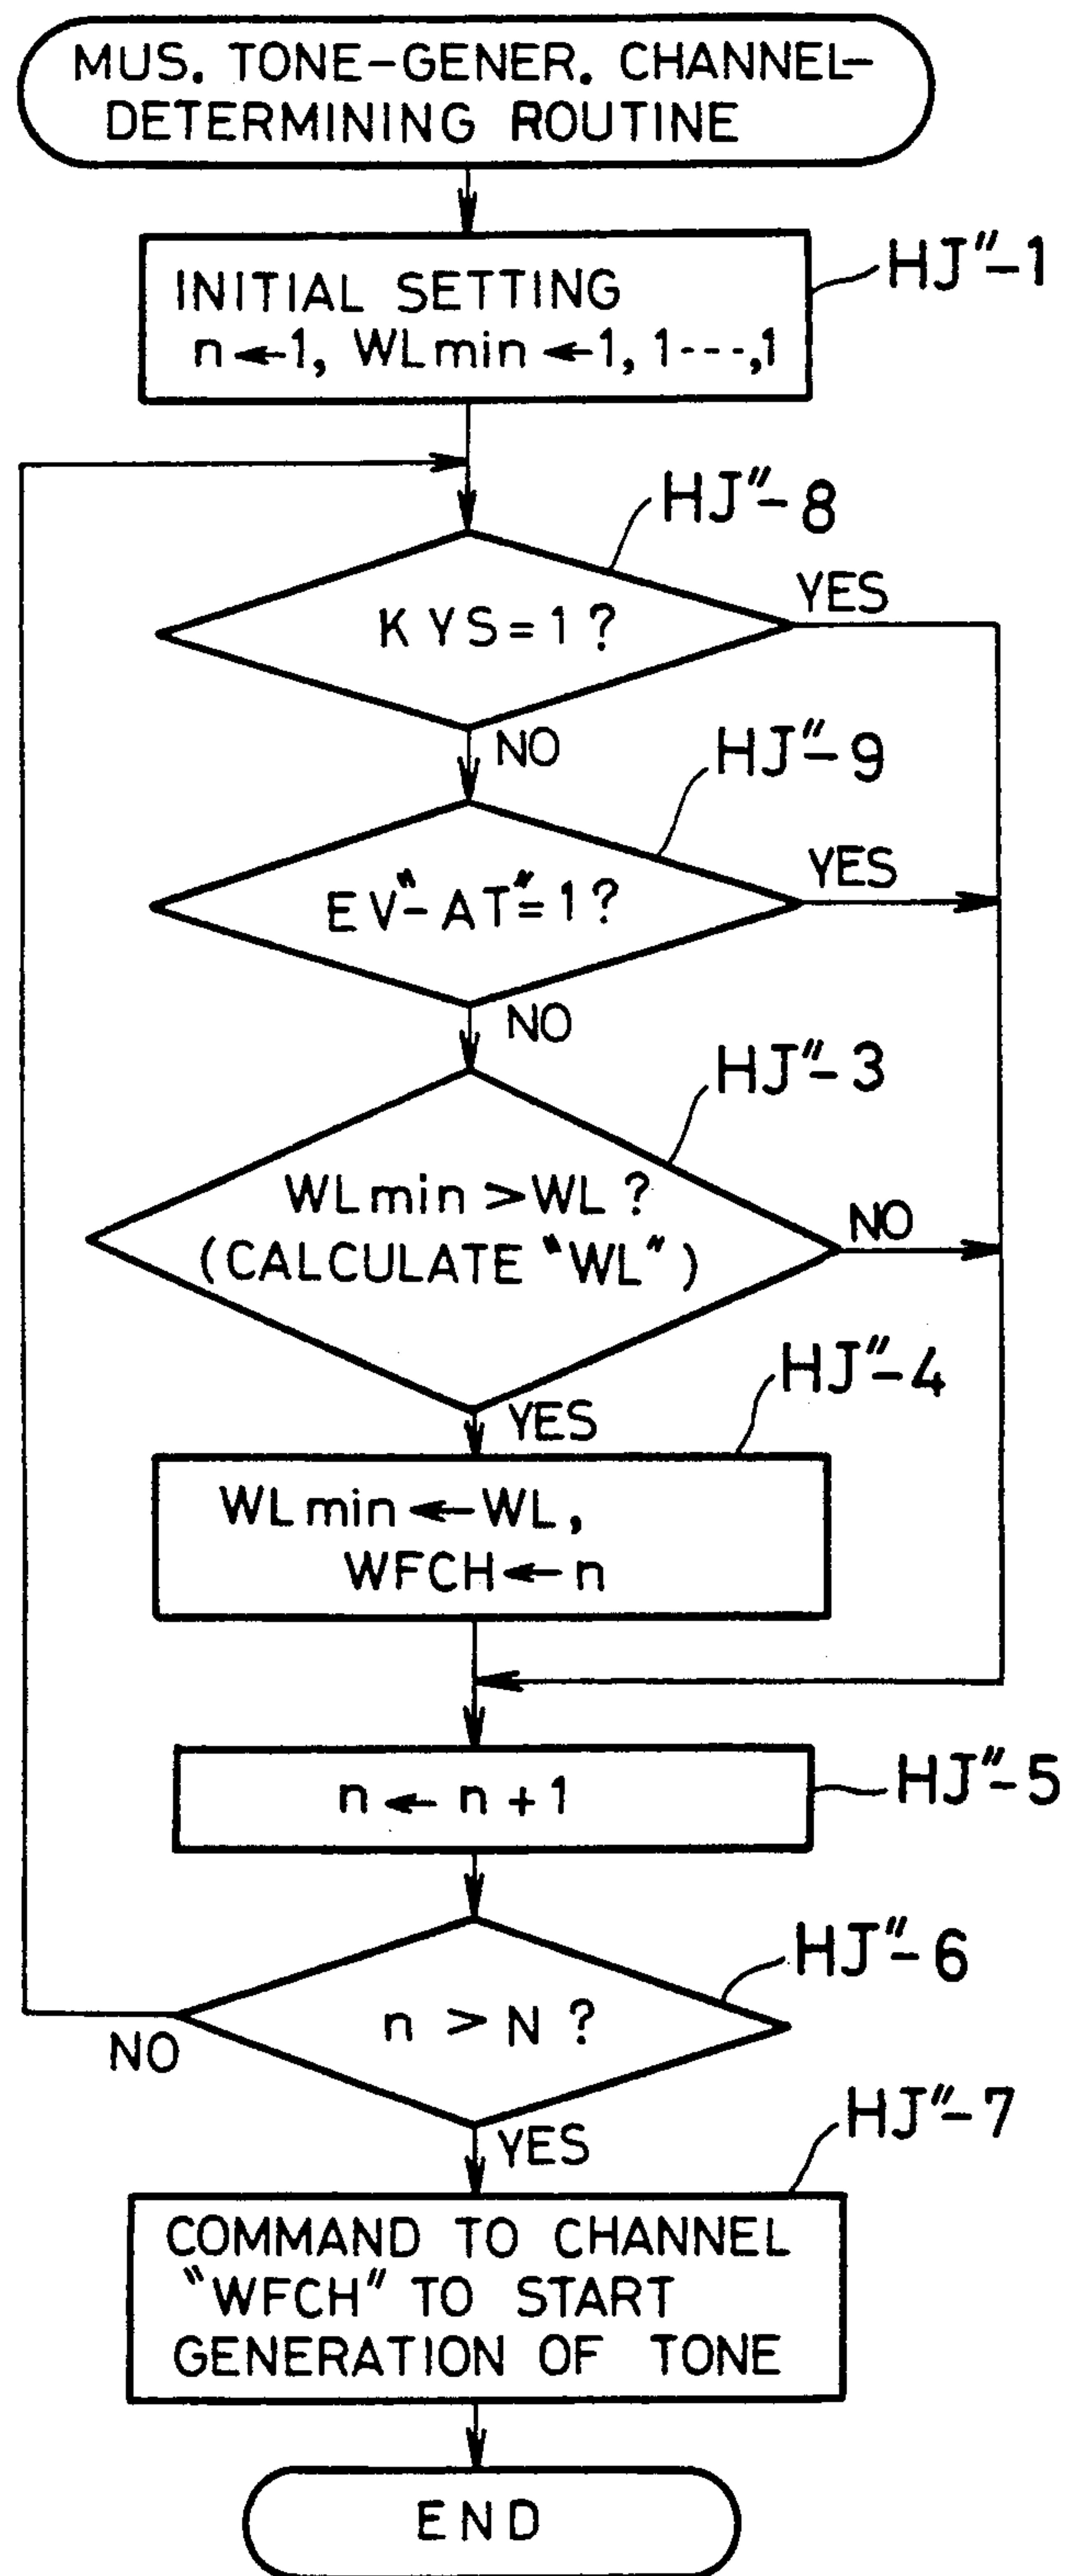 MUS. TONE-GENER. CHANNEL-
DETERMINING ROUTINE
HJ"-1
INITIAL SETTING
n←1, WLmin←1, 1---,1
HJ"-8
KYS=1?
YES
NO
HJ"-9
EV"-AT"=1?
YES
NO
HJ"-3
WLmin>WL?
(CALCULATE "WL")
NO
YES
HJ"-4
WLmin←WL,
WFCH←n
HJ"-5
n←n+1
HJ"-6
n>N?
NO
YES
HJ"-7
COMMAND TO CHANNEL
"WFCH" TO START
GENERATION OF TONE
END